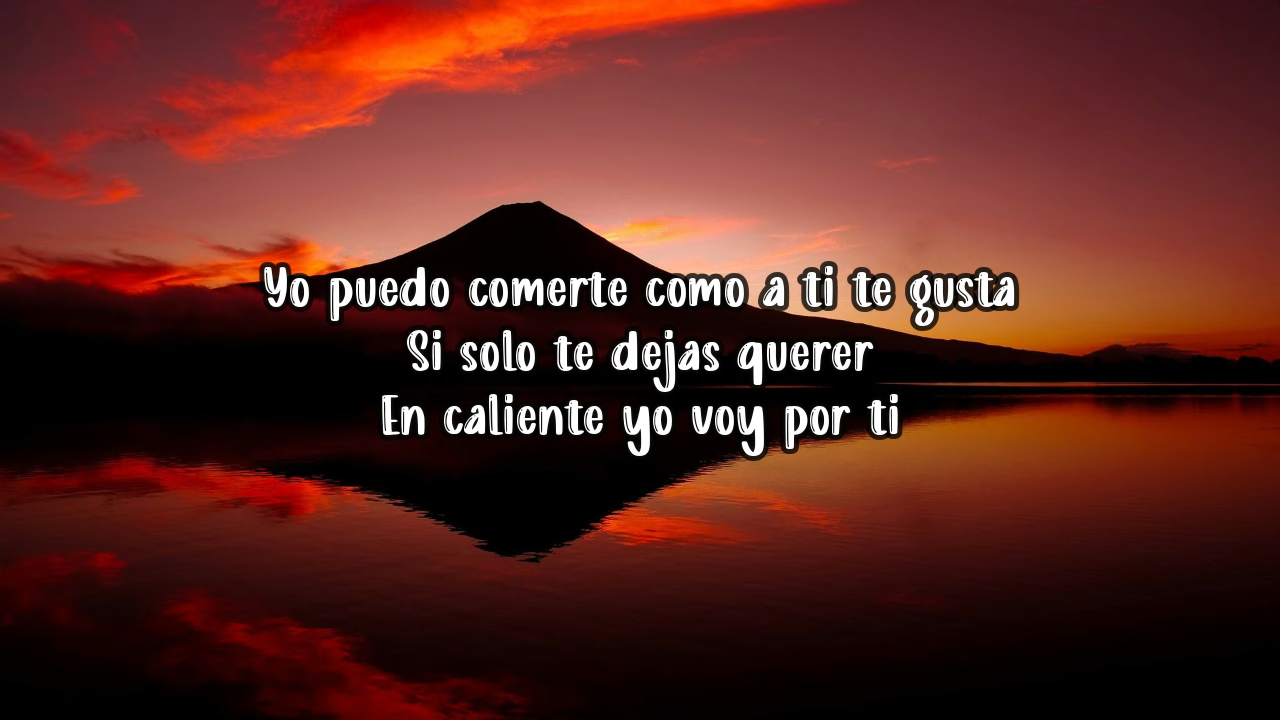 Yo puedo comerte como a ti te gusta
Si solo te dejas querer
En caliente yo voy por ti